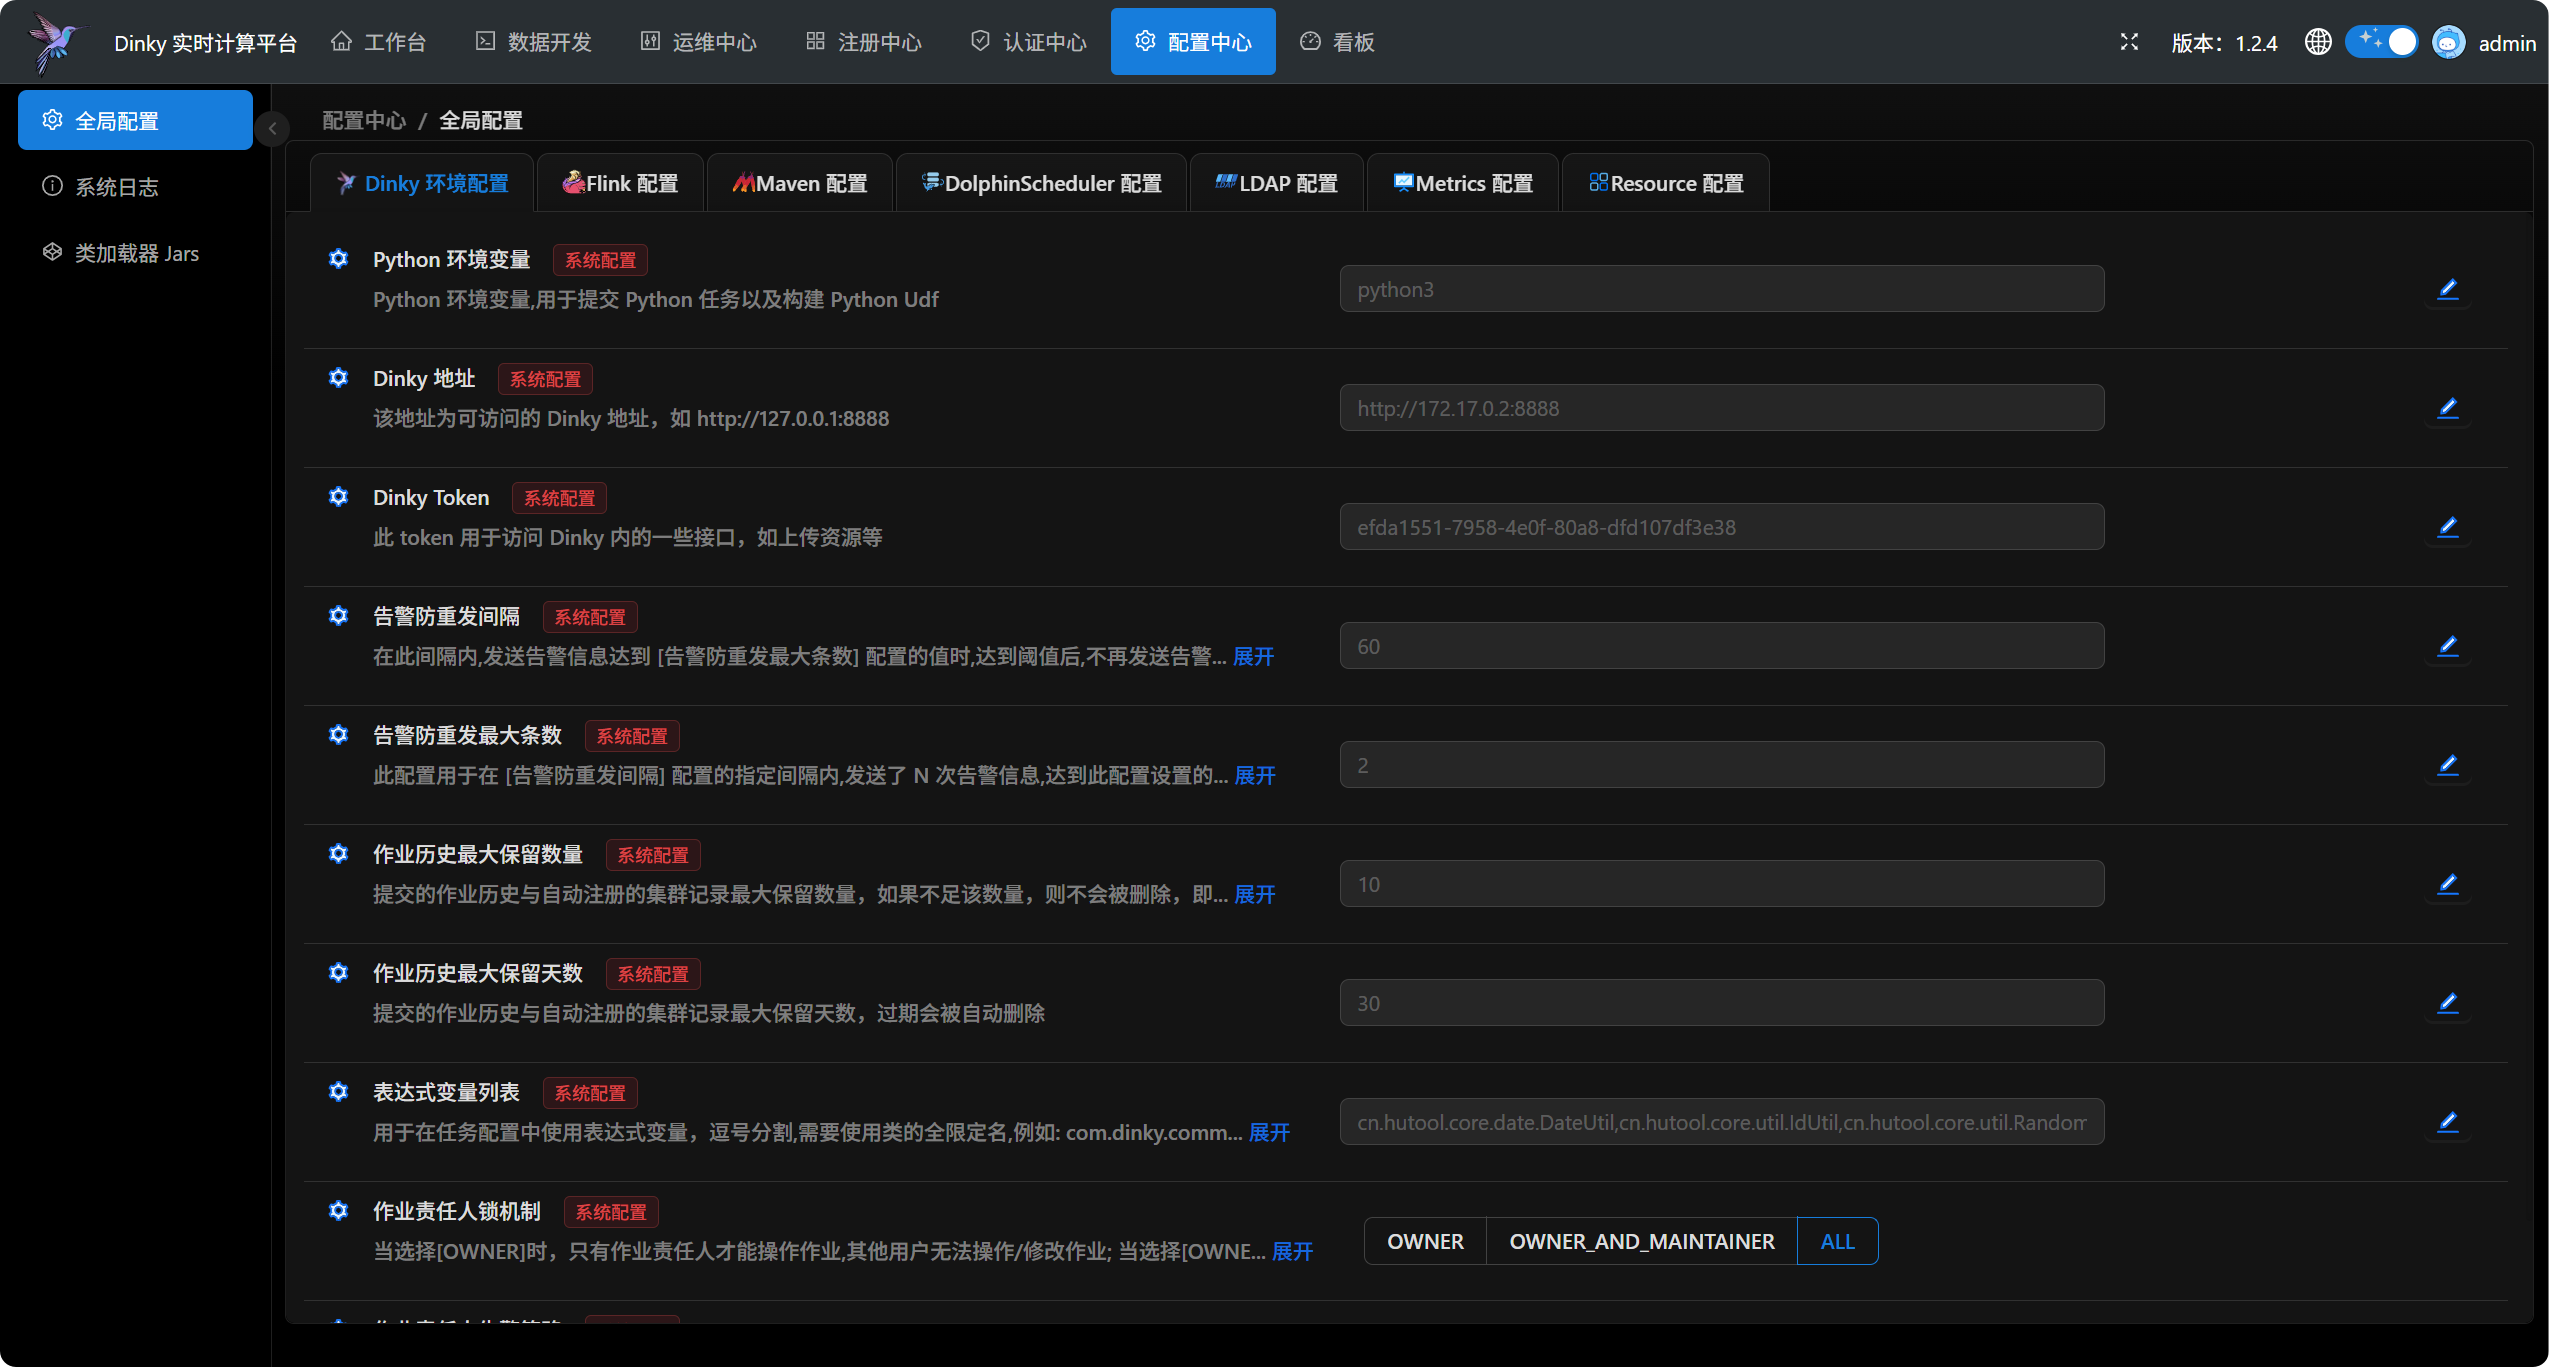 Dinky 实时计算平台
工作台
数据开发
运维中心
注册中心
认证中心
配置中心
看板
版本：1.2.4
admin
全局配置
系统日志
类加载器 Jars
配置中心 / 全局配置
Dinky 环境配置
Flink 配置
Maven 配置
DolphinScheduler 配置
LDAP 配置
Metrics 配置
Resource 配置
Python 环境变量 系统配置
Python 环境变量,用于提交 Python 任务以及构建 Python Udf
python3
Dinky 地址 系统配置
该地址为可访问的 Dinky 地址，如 http://127.0.0.1:8888
http://172.17.0.2:8888
Dinky Token 系统配置
此 token 用于访问 Dinky 内的一些接口，如上传资源等
efda1551-7958-4e0f-80a8-dfd107df3e38
告警防重发间隔 系统配置
在此间隔内,发送告警信息达到 [告警防重发最大条数] 配置的值时,达到阈值后,不再发送告警... 展开
60
告警防重发最大条数 系统配置
此配置用于在 [告警防重发间隔] 配置的指定间隔内,发送了 N 次告警信息,达到此配置设置的... 展开
2
作业历史最大保留数量 系统配置
提交的作业历史与自动注册的集群记录最大保留数量，如果不足该数量，则不会被删除，即... 展开
10
作业历史最大保留天数 系统配置
提交的作业历史与自动注册的集群记录最大保留天数，过期会被自动删除
30
表达式变量列表 系统配置
用于在任务配置中使用表达式变量，逗号分割,需要使用类的全限定名,例如: com.dinky.comm... 展开
cn.hutool.core.date.DateUtil,cn.hutool.core.util.IdUtil,cn.hutool.core.util.Random
作业责任人锁机制 系统配置
当选择[OWNER]时，只有作业责任人才能操作作业,其他用户无法操作/修改作业; 当选择[OWNE... 展开
OWNER
OWNER_AND_MAINTAINER
ALL